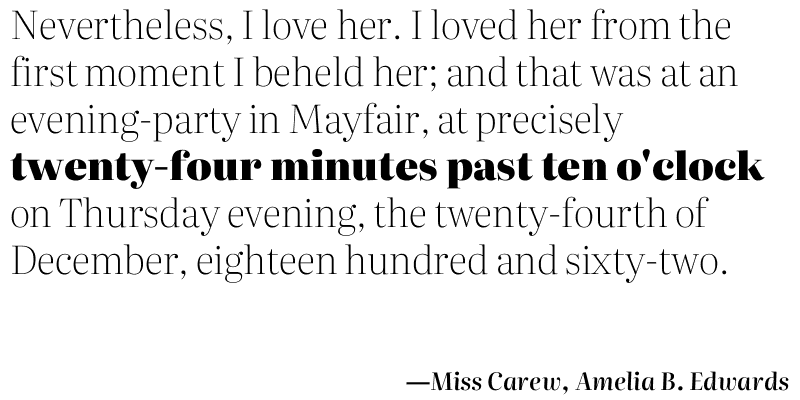 Nevertheless, I love her. I loved her from the
first moment I beheld her; and that was at an
evening-party in Mayfair, at precisely
twenty-four minutes past ten o'clock
on Thursday evening, the twenty-fourth of
December, eighteen hundred and sixty-two.
—Miss Carew, Amelia B. Edwards